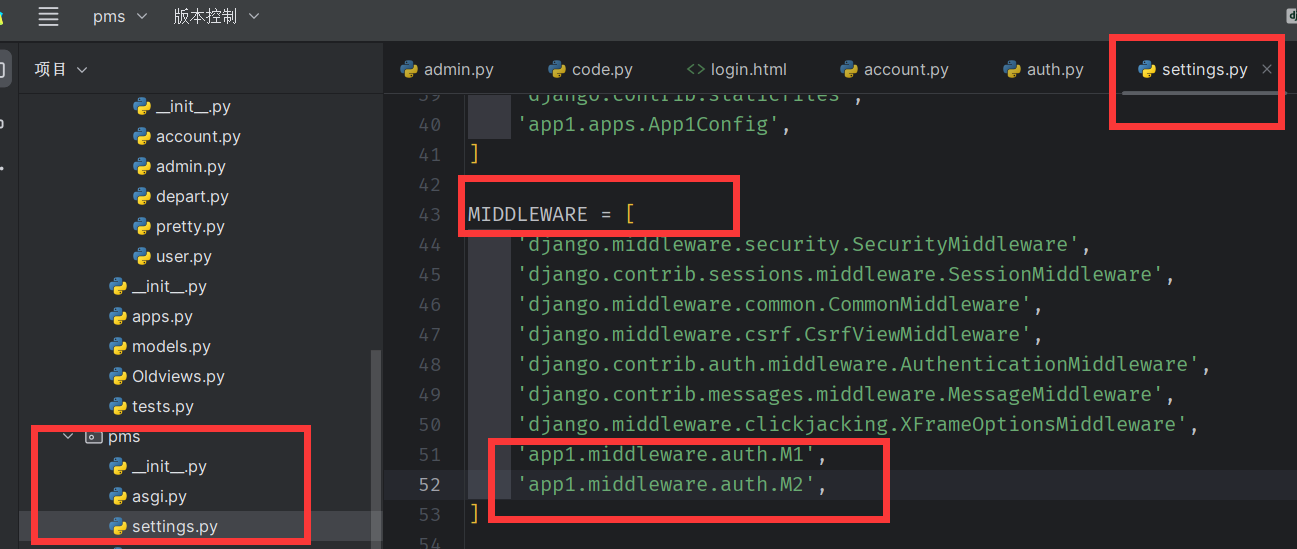 pms 版本控制
项目
admin.py code.py login.html account.py auth.py settings.py
__init__.py
account.py
admin.py
depart.py
pretty.py
user.py
__init__.py
apps.py
models.py
Oldviews.py
tests.py
pms
__init__.py
asgi.py
settings.py
39 'django.contrib.staticfiles',
40 'app1.apps.App1Config',
41 ]
42
43 MIDDLEWARE = [
44 'django.middleware.security.SecurityMiddleware',
45 'django.contrib.sessions.middleware.SessionMiddleware',
46 'django.middleware.common.CommonMiddleware',
47 'django.middleware.csrf.CsrfViewMiddleware',
48 'django.contrib.auth.middleware.AuthenticationMiddleware',
49 'django.contrib.messages.middleware.MessageMiddleware',
50 'django.middleware.clickjacking.XFrameOptionsMiddleware',
51 'app1.middleware.auth.M1',
52 'app1.middleware.auth.M2',
53 ]
54